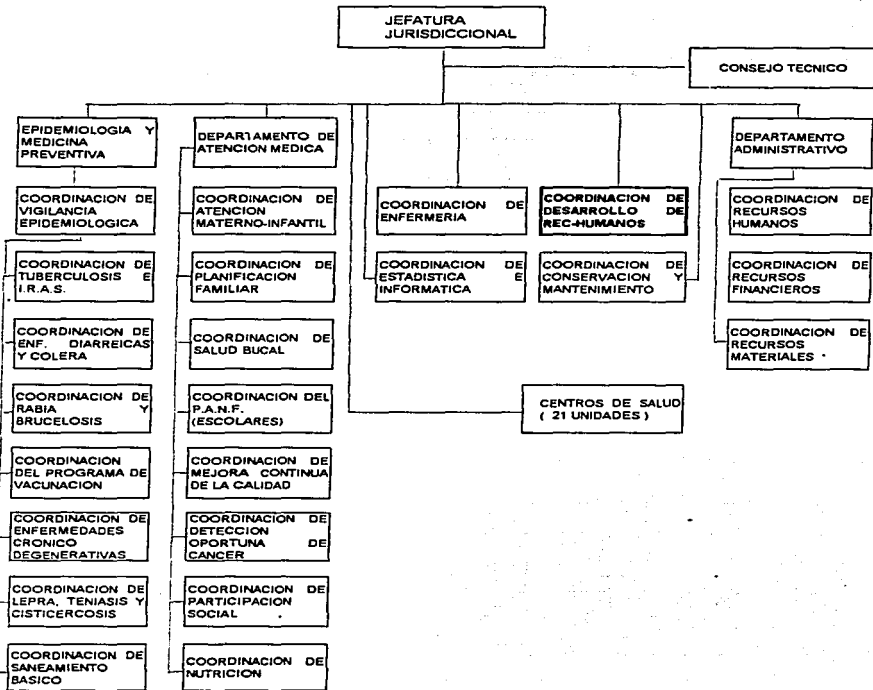 JEFATURA
JURISDICCIONAL
CONSEJO TECNICO
EPIDEMIOLOGIA Y
MEDICINA
PREVENTIVA
DEPARTAMENTO DE
ATENCION MEDICA
DEPARTAMENTO
ADMINISTRATIVO
COORDINACION DE
VIGILANCIA
EPIDEMIOLOGICA
COORDINACION DE
ATENCION
MATERNO-INFANTIL
COORDINACION DE
ENFERMERIA
COORDINACION DE
DESARROLLO DE
REC-HUMANOS
COORDINACION DE
RECURSOS
HUMANOS
COORDINACION DE
TUBERCULOSIS E
I.R.A.S.
COORDINACION DE
PLANIFICACION
FAMILIAR
COORDINACION DE
ESTADISTICA E
INFORMATICA
COORDINACION DE
CONSERVACION Y
MANTENIMIENTO
COORDINACION DE
RECURSOS
FINANCIEROS
COORDINACION DE
ENF. DIARREICAS
Y COLERA
COORDINACION DE
SALUD BUCAL
COORDINACION DE
RECURSOS
MATERIALES
COORDINACION DE
RABIA Y
BRUCELOSIS
COORDINACION DEL
P.A.N.F.
(ESCOLARES)
CENTROS DE SALUD
( 21 UNIDADES )
COORDINACION
DEL PROGRAMA DE
VACUNACION
COORDINACION DE
MEJORA CONTINUA
DE LA CALIDAD
COORDINACION DE
ENFERMEDADES
CRONICO
DEGENERATIVAS
COORDINACION DE
DETECCION
OPORTUNA DE
CANCER
COORDINACION DE
LEPRA, TENIASIS Y
CISTICERCOSIS
COORDINACION DE
PARTICIPACION
SOCIAL
COORDINACION DE
SANEAMIENTO
BASICO
COORDINACION DE
NUTRICION